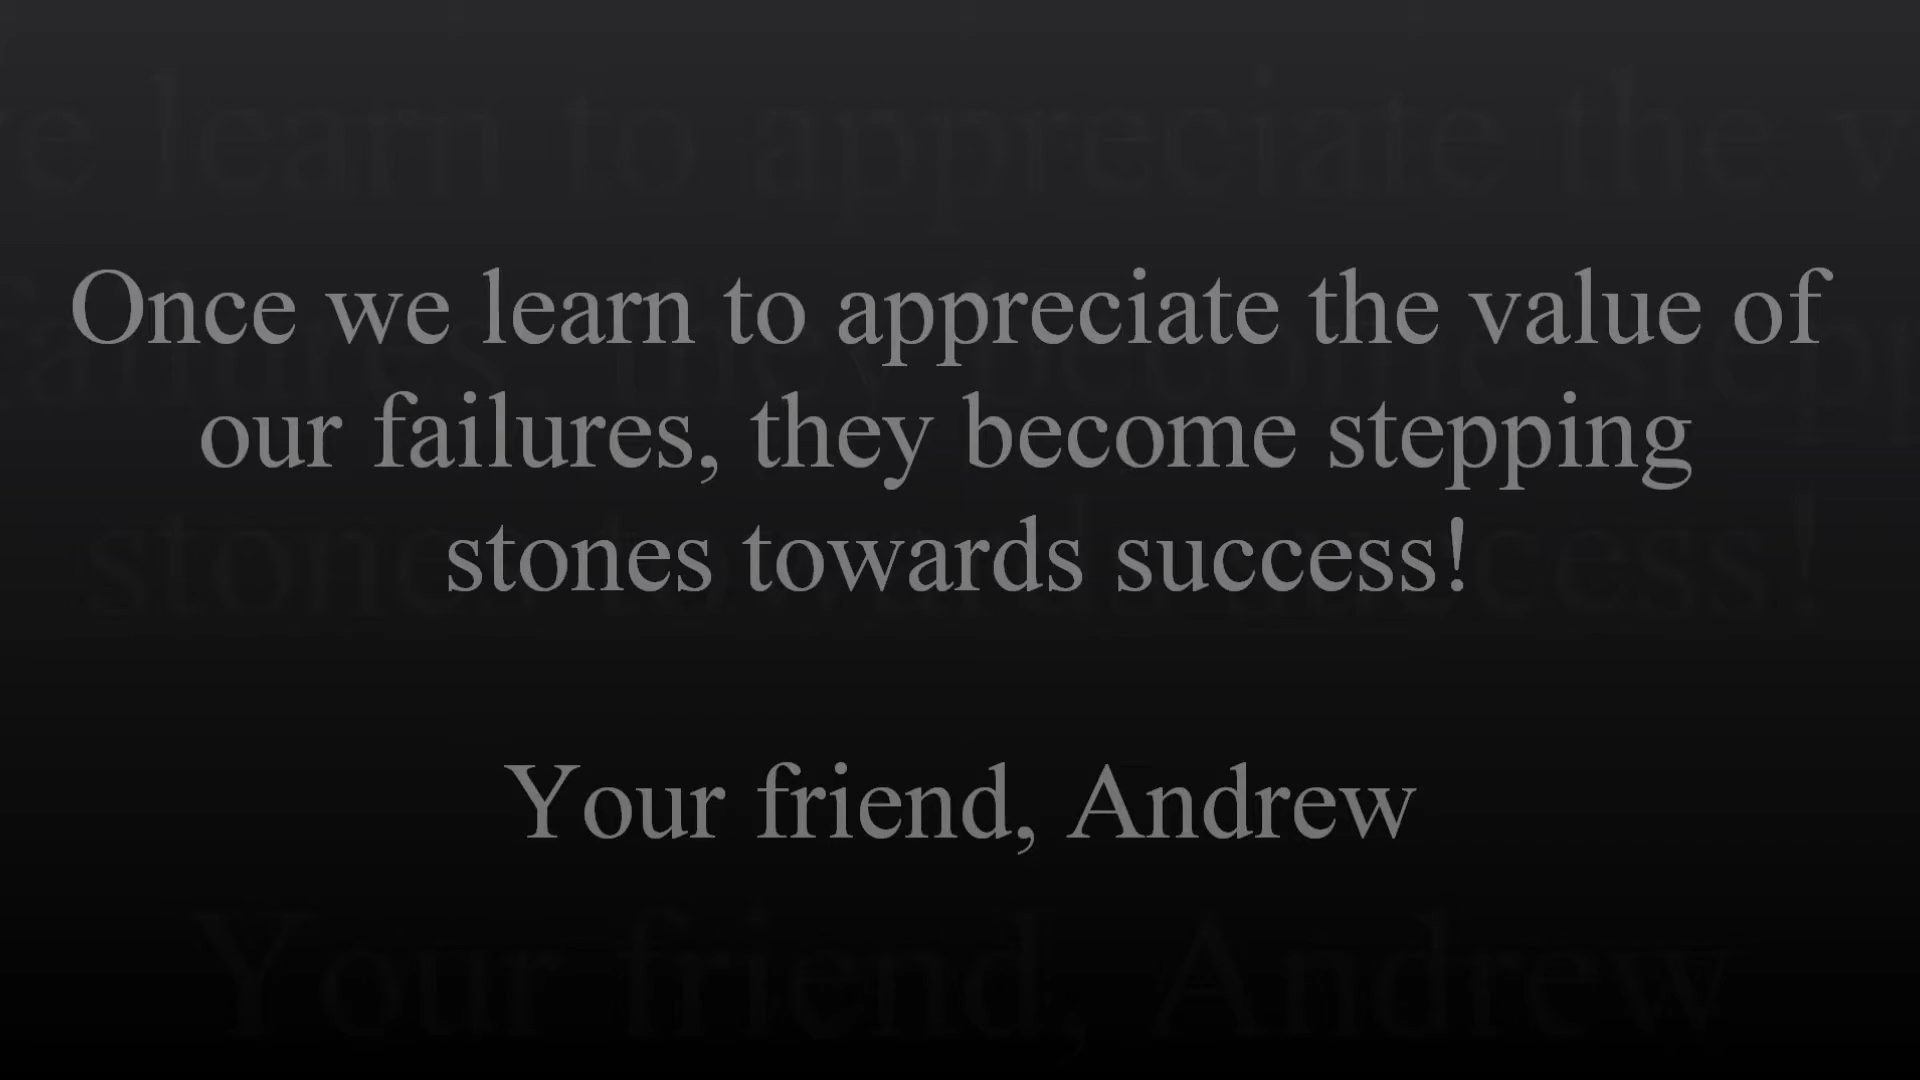 Once we learn to appreciate the value of
our failures, they become stepping
stones towards success!
Your friend, Andrew